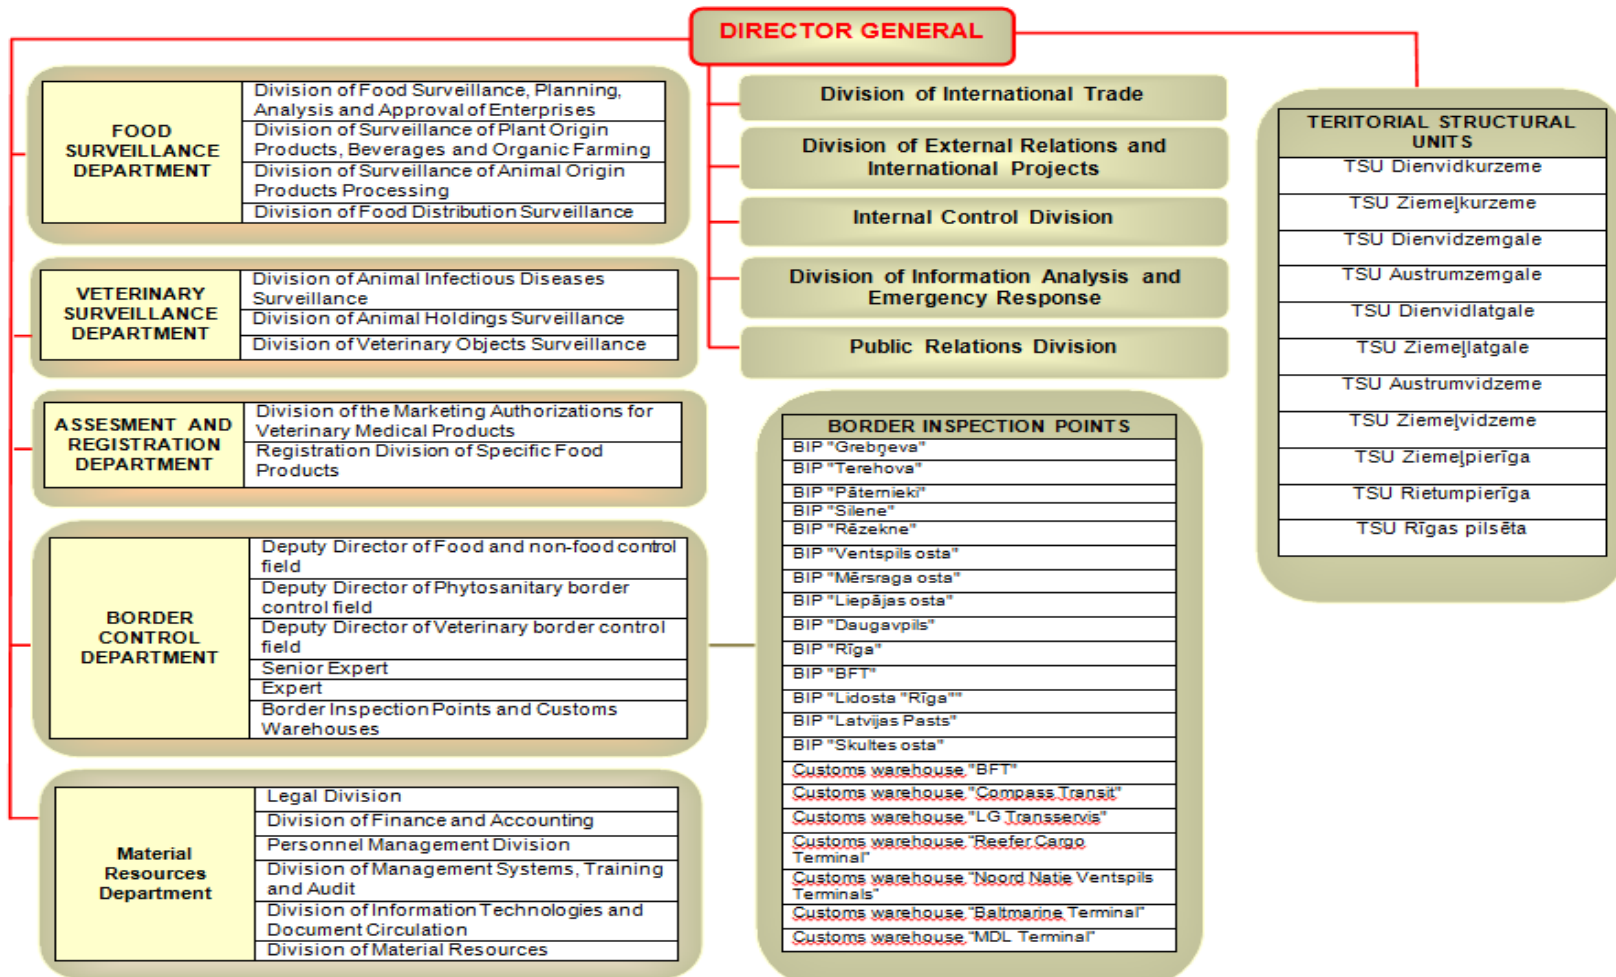 DIRECTOR GENERAL
FOOD
SURVEILLANCE
DEPARTMENT
Division of Food Surveillance, Planning,
Analysis and Approval of Enterprises
Division of Surveillance of Plant Origin
Products, Beverages and Organic Farming
Division of Surveillance of Animal Origin
Products Processing
Division of Food Distribution Surveillance
VETERINARY
SURVEILLANCE
DEPARTMENT
Division of Animal Infectious Diseases
Surveillance
Division of Animal Holdings Surveillance
Division of Veterinary Objects Surveillance
ASSESMENT AND
REGISTRATION
DEPARTMENT
Division of the Marketing Authorizations for
Veterinary Medical Products
Registration Division of Specific Food
Products
BORDER
CONTROL
DEPARTMENT
Deputy Director of Food and non-food control
field
Deputy Director of Phytosanitary border
control field
Deputy Director of Veterinary border control
field
Senior Expert
Expert
Border Inspection Points and Customs
Warehouses
Material
Resources
Department
Legal Division
Division of Finance and Accounting
Personnel Management Division
Division of Management Systems, Training
and Audit
Division of Information Technologies and
Document Circulation
Division of Material Resources
Division of International Trade
Division of External Relations and
International Projects
Internal Control Division
Division of Information Analysis and
Emergency Response
Public Relations Division
BORDER INSPECTION POINTS
BIP "Grebņeva"
BIP "Terehova"
BIP "Pāternieki"
BIP "Silene"
BIP "Rēzekne"
BIP "Ventspils osta"
BIP "Mērsraga osta"
BIP "Liepājas osta"
BIP "Daugavpils"
BIP "Rīga"
BIP "BFT"
BIP "Lidosta "Rīga""
BIP "Latvijas Pasts"
BIP "Skultes osta"
Customs warehouse "BFT"
Customs warehouse "Compass Transit"
Customs warehouse "LG Transservis"
Customs warehouse "Reefer Cargo
Terminal"
Customs warehouse "Noord Natie Ventspils
Terminals"
Customs warehouse "Baltmarine Terminal"
Customs warehouse "MDL Terminal"
TERITORIAL STRUCTURAL
UNITS
TSU Dienvidkurzeme
TSU Ziemeļkurzeme
TSU Dienvidzemgale
TSU Austrumzemgale
TSU Dienvidlatgale
TSU Ziemeļlatgale
TSU Austrumvidzeme
TSU Ziemeļvidzeme
TSU Ziemeļpierīga
TSU Rietumpierīga
TSU Rīgas pilsēta